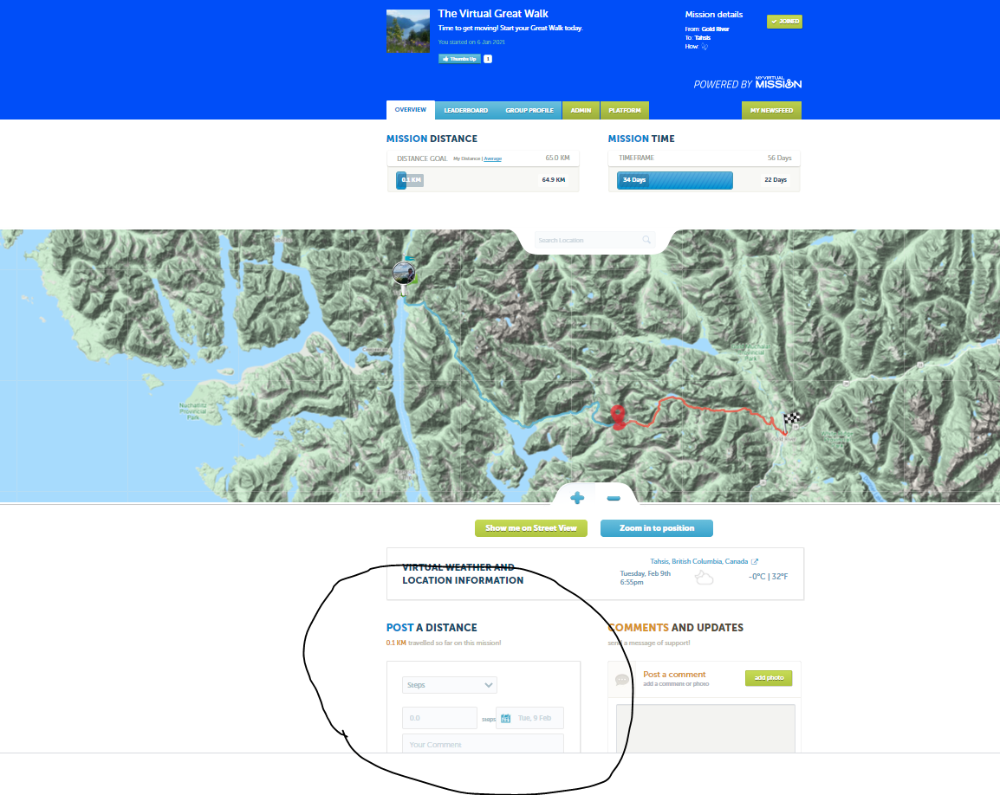 The Virtual Great Walk
Time to get moving! Start your Great Walk today.
You started on 6 Jan 2021
Thumbs Up 1
Mission details
From: Gold River
To: Tahsis
How:
JOINED
POWERED BY MY VIRTUAL MISSION
OVERVIEW LEADERBOARD GROUP PROFILE ADMIN PLATFORM MY NEWSFEED
MISSION DISTANCE
DISTANCE GOAL My Distance | Average 65.0 KM
0.1 KM 64.9 KM
MISSION TIME
TIMEFRAME 56 Days
34 Days 22 Days
Search Location
Nuchatlitz
Provincial
Park
Provincial
Park
Show me on Street View Zoom in to position
VIRTUAL WEATHER AND
LOCATION INFORMATION
Tahsis, British Columbia, Canada
Tuesday, Feb 9th
6:55pm
-0°C | 32°F
POST A DISTANCE
0.1 KM travelled so far on this mission!
Steps
0.0 steps Tue, 9 Feb
Your Comment
COMMENTS AND UPDATES
send a message of support!
Post a comment
add a comment or photo
add photo